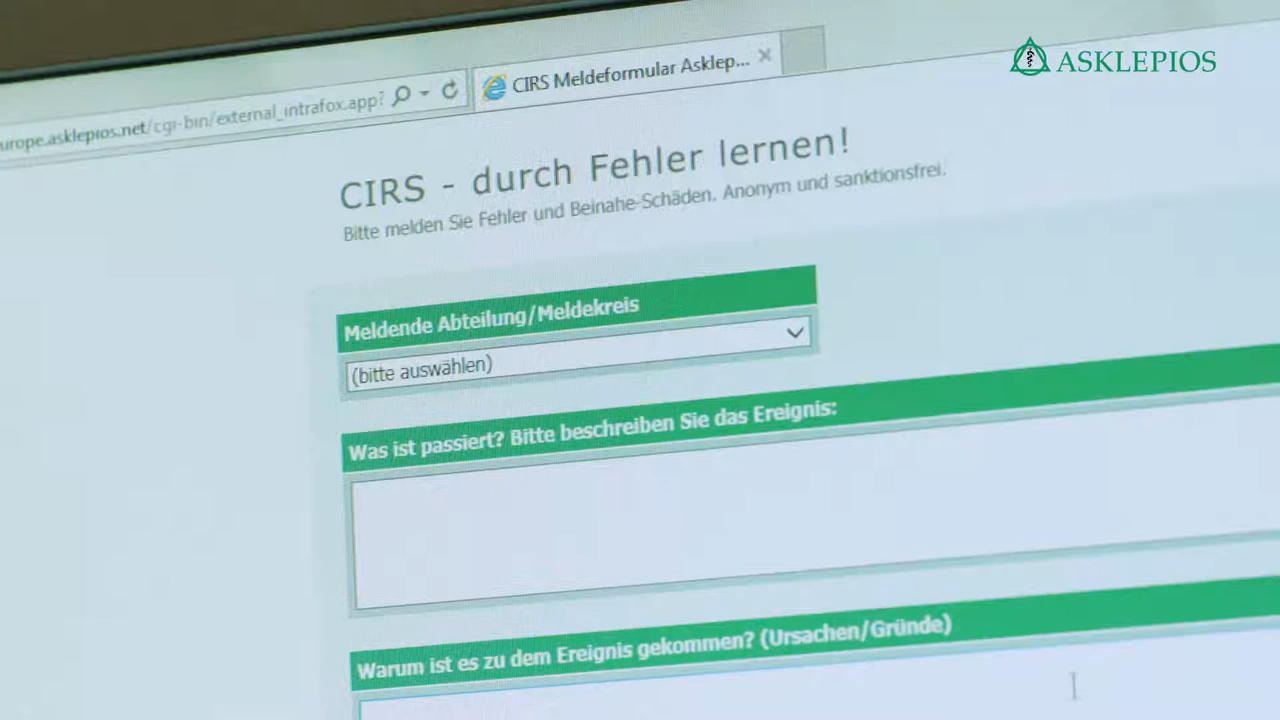 ASKLEPIOS
urope.asklepios.net/cgi-bin/external_intrafox.app?
CIRS Meldeformular Asklep...
CIRS - durch Fehler lernen!
Bitte melden Sie Fehler und Beinahe-Schäden. Anonym und sanktionsfrei.
Meldende Abteilung/Meldekreis
(bitte auswählen)
Was ist passiert? Bitte beschreiben Sie das Ereignis:
Warum ist es zu dem Ereignis gekommen? (Ursachen/Gründe)